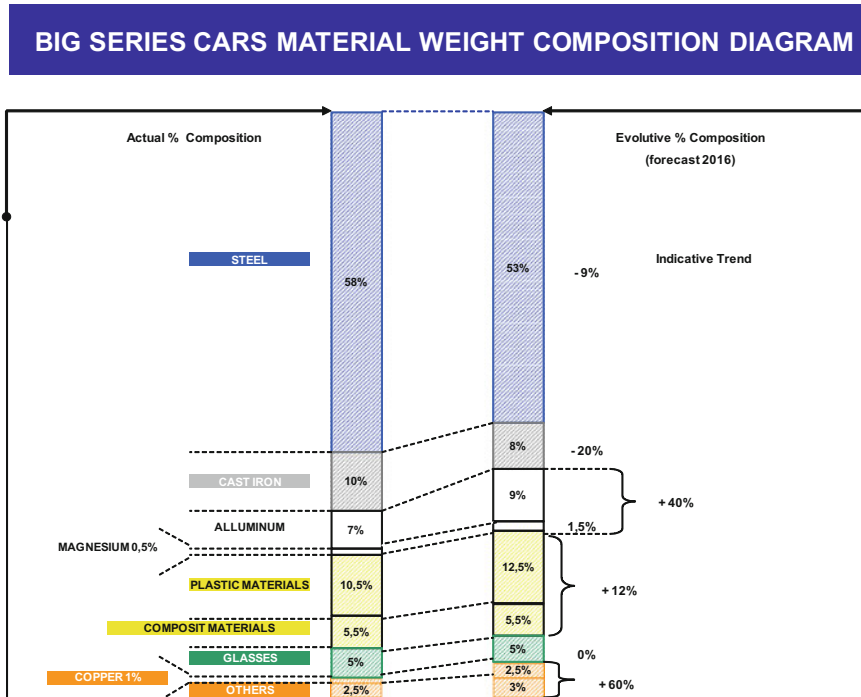 BIG SERIES CARS MATERIAL WEIGHT COMPOSITION DIAGRAM
Actual % Composition
Evolutive % Composition
(forecast 2016)
STEEL
58%
53%
- 9%
Indicative Trend
CAST IRON
10%
8%
- 20%
ALLUMINUM
7%
9%
+ 40%
MAGNESIUM 0,5%
1,5%
PLASTIC MATERIALS
10,5%
12,5%
+ 12%
COMPOSIT MATERIALS
5,5%
5,5%
GLASSES
5%
5%
0%
COPPER 1%
2,5%
OTHERS
2,5%
3%
+ 60%